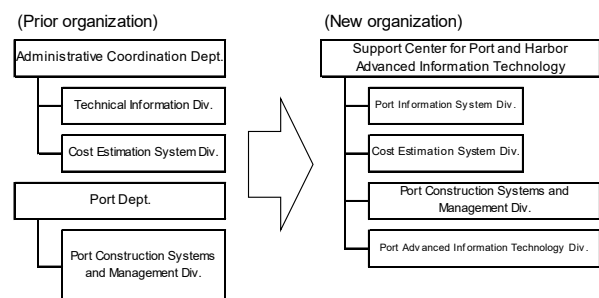 (Prior organization)
Administrative Coordination Dept.
Technical Information Div.
Cost Estimation System Div.
Port Dept.
Port Construction Systems
and Management Div.
(New organization)
Support Center for Port and Harbor
Advanced Information Technology
Port Information System Div.
Cost Estimation System Div.
Port Construction Systems and
Management Div.
Port Advanced Information Technology Div.